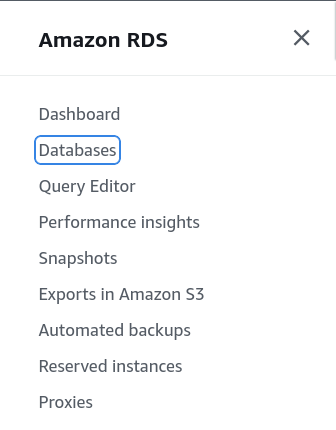 Amazon RDS
Dashboard
Databases
Query Editor
Performance insights
Snapshots
Exports in Amazon S3
Automated backups
Reserved instances
Proxies